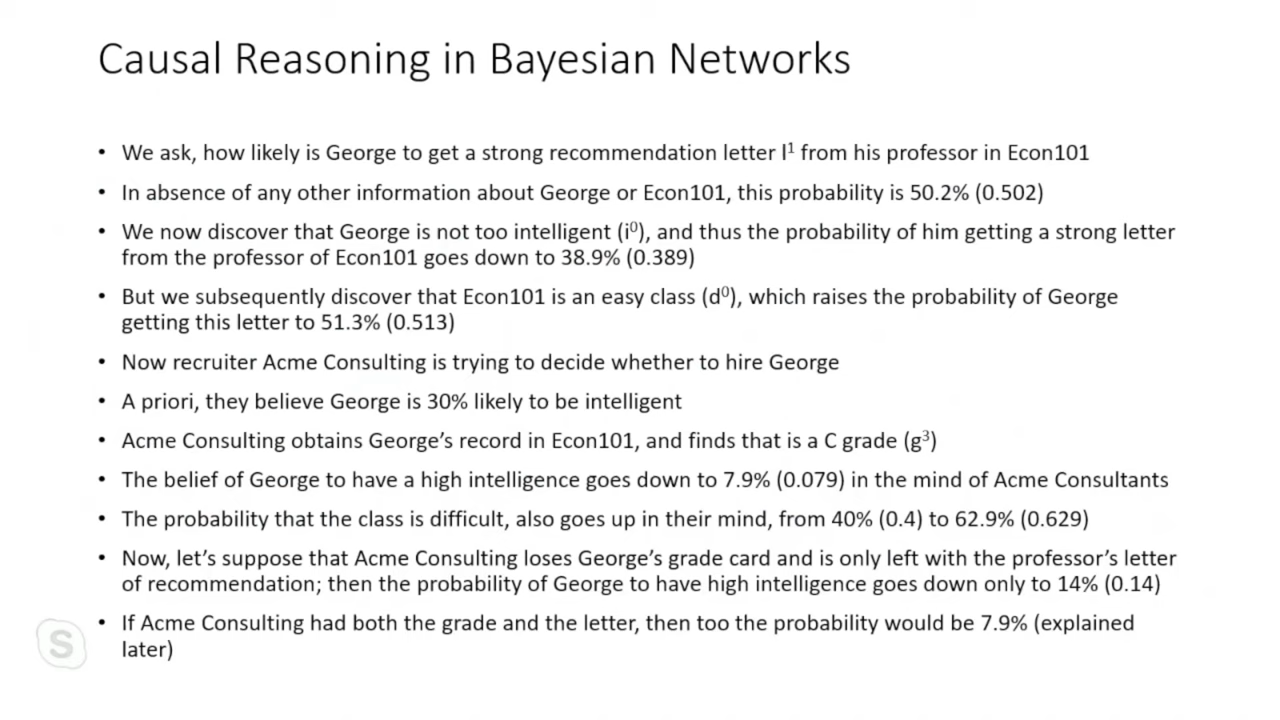 Causal Reasoning in Bayesian Networks
• We ask, how likely is George to get a strong recommendation letter l¹ from his professor in Econ101
• In absence of any other information about George or Econ101, this probability is 50.2% (0.502)
• We now discover that George is not too intelligent (i⁰), and thus the probability of him getting a strong letter
from the professor of Econ101 goes down to 38.9% (0.389)
• But we subsequently discover that Econ101 is an easy class (d⁰), which raises the probability of George
getting this letter to 51.3% (0.513)
• Now recruiter Acme Consulting is trying to decide whether to hire George
• A priori, they believe George is 30% likely to be intelligent
• Acme Consulting obtains George’s record in Econ101, and finds that is a C grade (g³)
• The belief of George to have a high intelligence goes down to 7.9% (0.079) in the mind of Acme Consultants
• The probability that the class is difficult, also goes up in their mind, from 40% (0.4) to 62.9% (0.629)
• Now, let’s suppose that Acme Consulting loses George’s grade card and is only left with the professor’s letter
of recommendation; then the probability of George to have high intelligence goes down only to 14% (0.14)
• If Acme Consulting had both the grade and the letter, then too the probability would be 7.9% (explained
later)
S